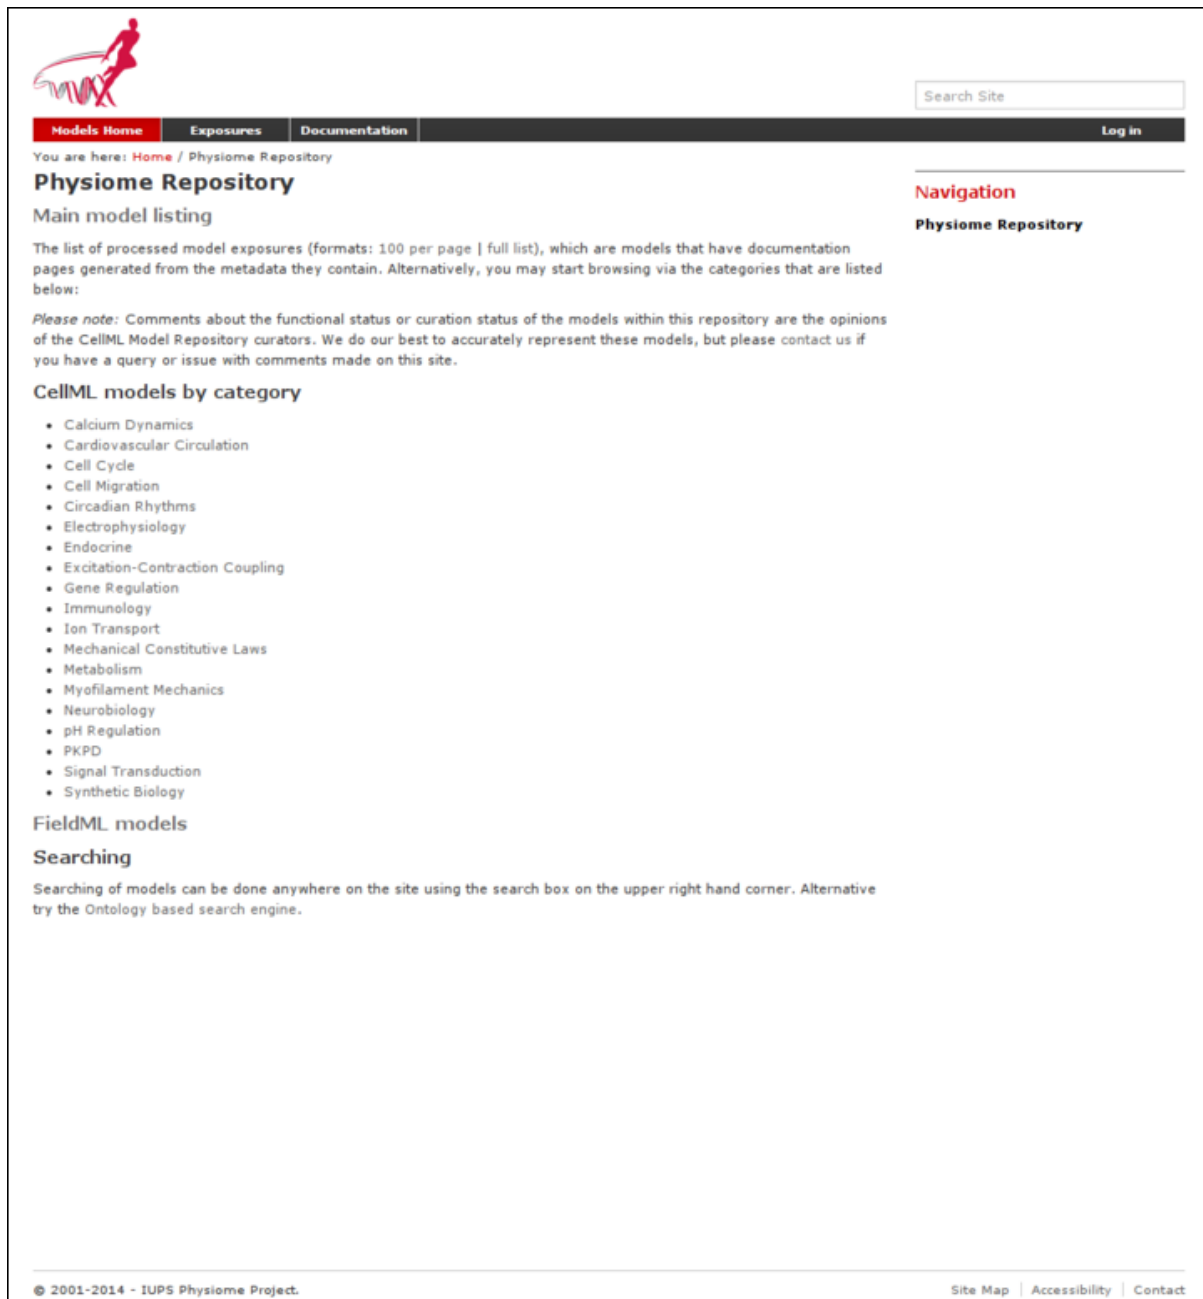 Search Site
Models Home Exposures Documentation Log in
You are here: Home / Physiome Repository
Physiome Repository
Main model listing
The list of processed model exposures (formats: 100 per page | full list), which are models that have documentation
pages generated from the metadata they contain. Alternatively, you may start browsing via the categories that are listed
below:
Please note: Comments about the functional status or curation status of the models within this repository are the opinions
of the CellML Model Repository curators. We do our best to accurately represent these models, but please contact us if
you have a query or issue with comments made on this site.
CellML models by category
• Calcium Dynamics
• Cardiovascular Circulation
• Cell Cycle
• Cell Migration
• Circadian Rhythms
• Electrophysiology
• Endocrine
• Excitation-Contraction Coupling
• Gene Regulation
• Immunology
• Ion Transport
• Mechanical Constitutive Laws
• Metabolism
• Myofilament Mechanics
• Neurobiology
• pH Regulation
• PKPD
• Signal Transduction
• Synthetic Biology
FieldML models
Searching
Searching of models can be done anywhere on the site using the search box on the upper right hand corner. Alternative
try the Ontology based search engine.
Navigation
Physiome Repository
© 2001-2014 - IUPS Physiome Project.
Site Map | Accessibility | Contact